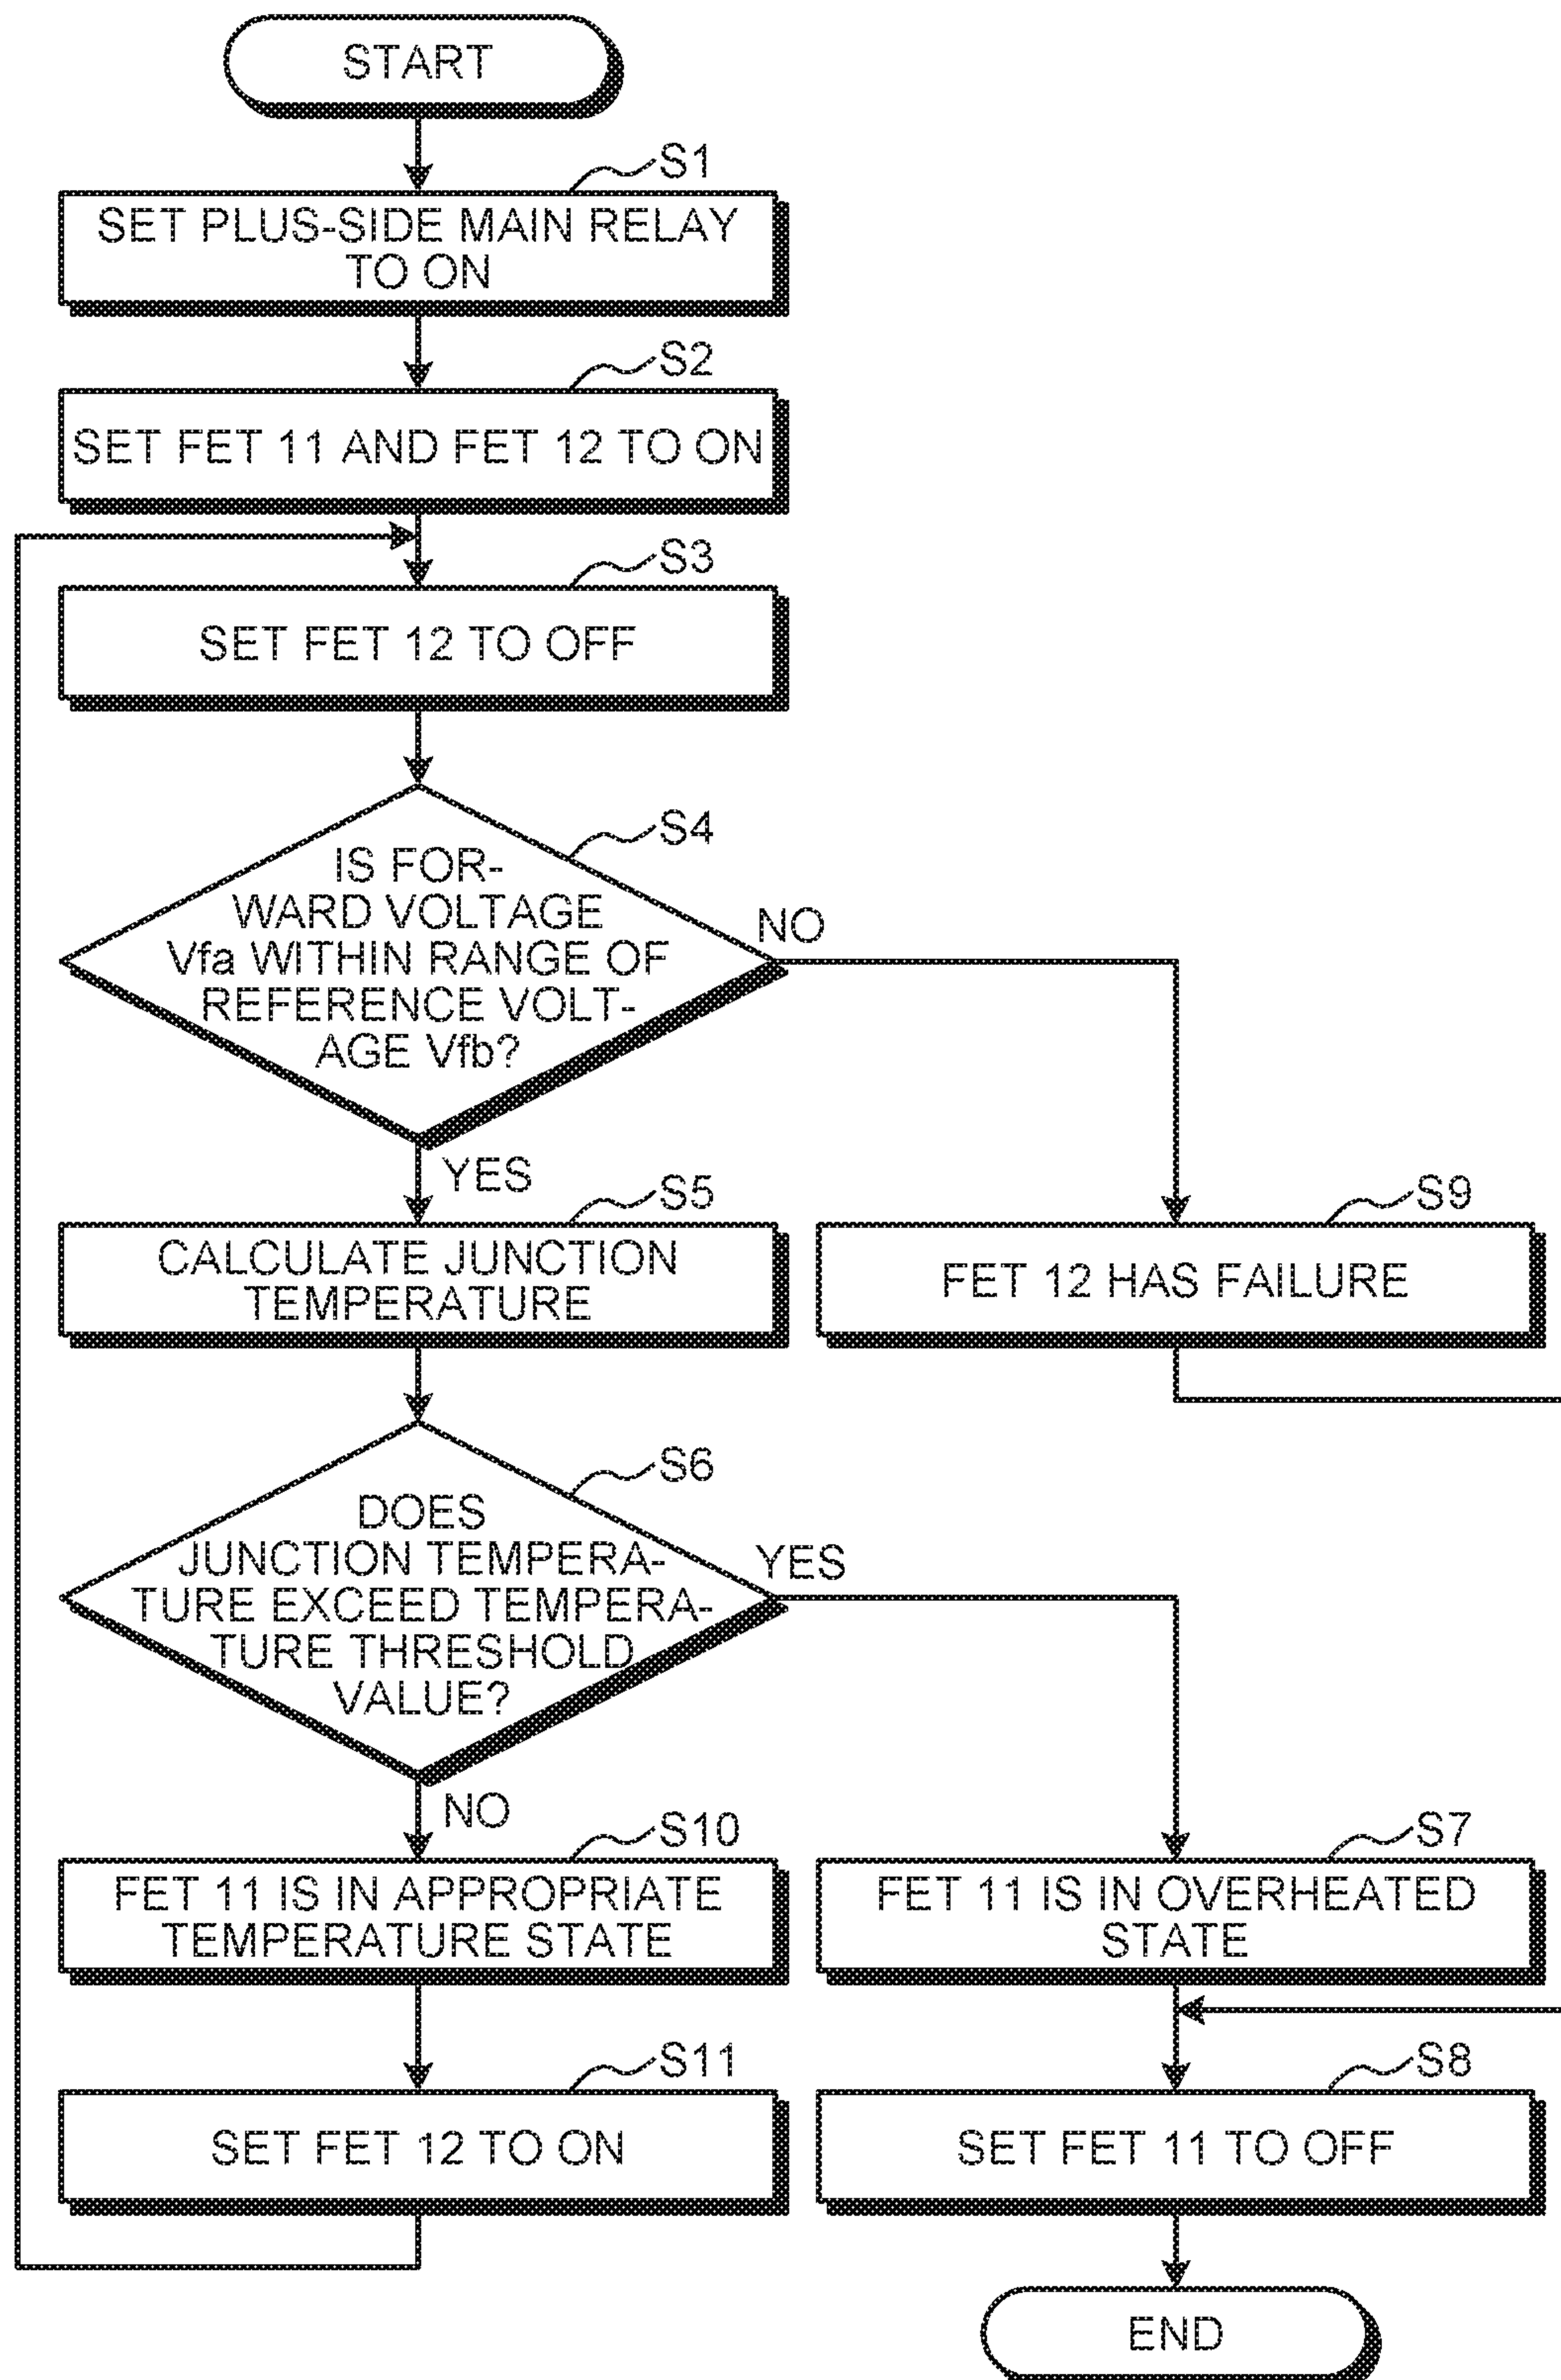 START
S1
SET PLUS-SIDE MAIN RELAY
TO ON
S2
SET FET 11 AND FET 12 TO ON
S3
SET FET 12 TO OFF
S4
IS FOR-
WARD VOLTAGE
Vfa WITHIN RANGE OF
REFERENCE VOLT-
AGE Vfb?
NO
YES
S5
CALCULATE JUNCTION
TEMPERATURE
S9
FET 12 HAS FAILURE
S6
DOES
JUNCTION TEMPERA-
TURE EXCEED TEMPERA-
TURE THRESHOLD
VALUE?
YES
NO
S10
FET 11 IS IN APPROPRIATE
TEMPERATURE STATE
S7
FET 11 IS IN OVERHEATED
STATE
S11
SET FET 12 TO ON
S8
SET FET 11 TO OFF
END